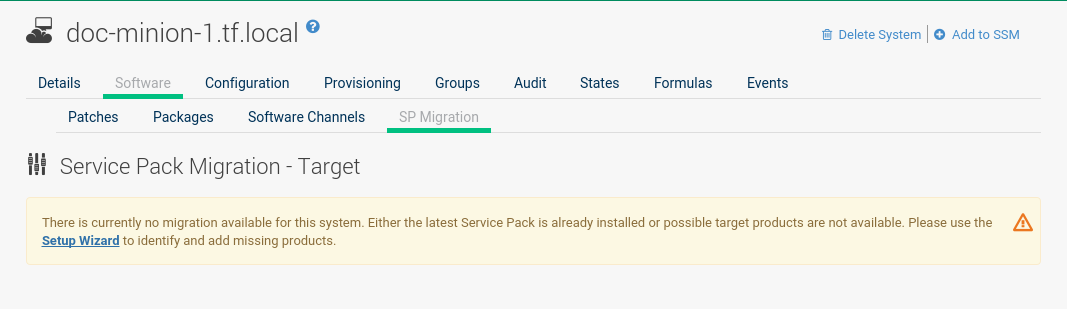 doc-minion-1.tf.local ?
Delete System | Add to SSM
Details Software Configuration Provisioning Groups Audit States Formulas Events
Patches Packages Software Channels SP Migration
Service Pack Migration - Target
There is currently no migration available for this system. Either the latest Service Pack is already installed or possible target products are not available. Please use the
Setup Wizard to identify and add missing products.